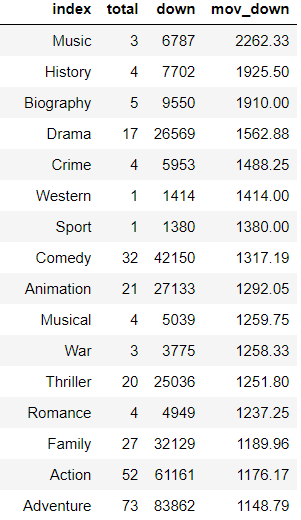 index total down mov_down
Music 3 6787 2262.33
History 4 7702 1925.50
Biography 5 9550 1910.00
Drama 17 26569 1562.88
Crime 4 5953 1488.25
Western 1 1414 1414.00
Sport 1 1380 1380.00
Comedy 32 42150 1317.19
Animation 21 27133 1292.05
Musical 4 5039 1259.75
War 3 3775 1258.33
Thriller 20 25036 1251.80
Romance 4 4949 1237.25
Family 27 32129 1189.96
Action 52 61161 1176.17
Adventure 73 83862 1148.79